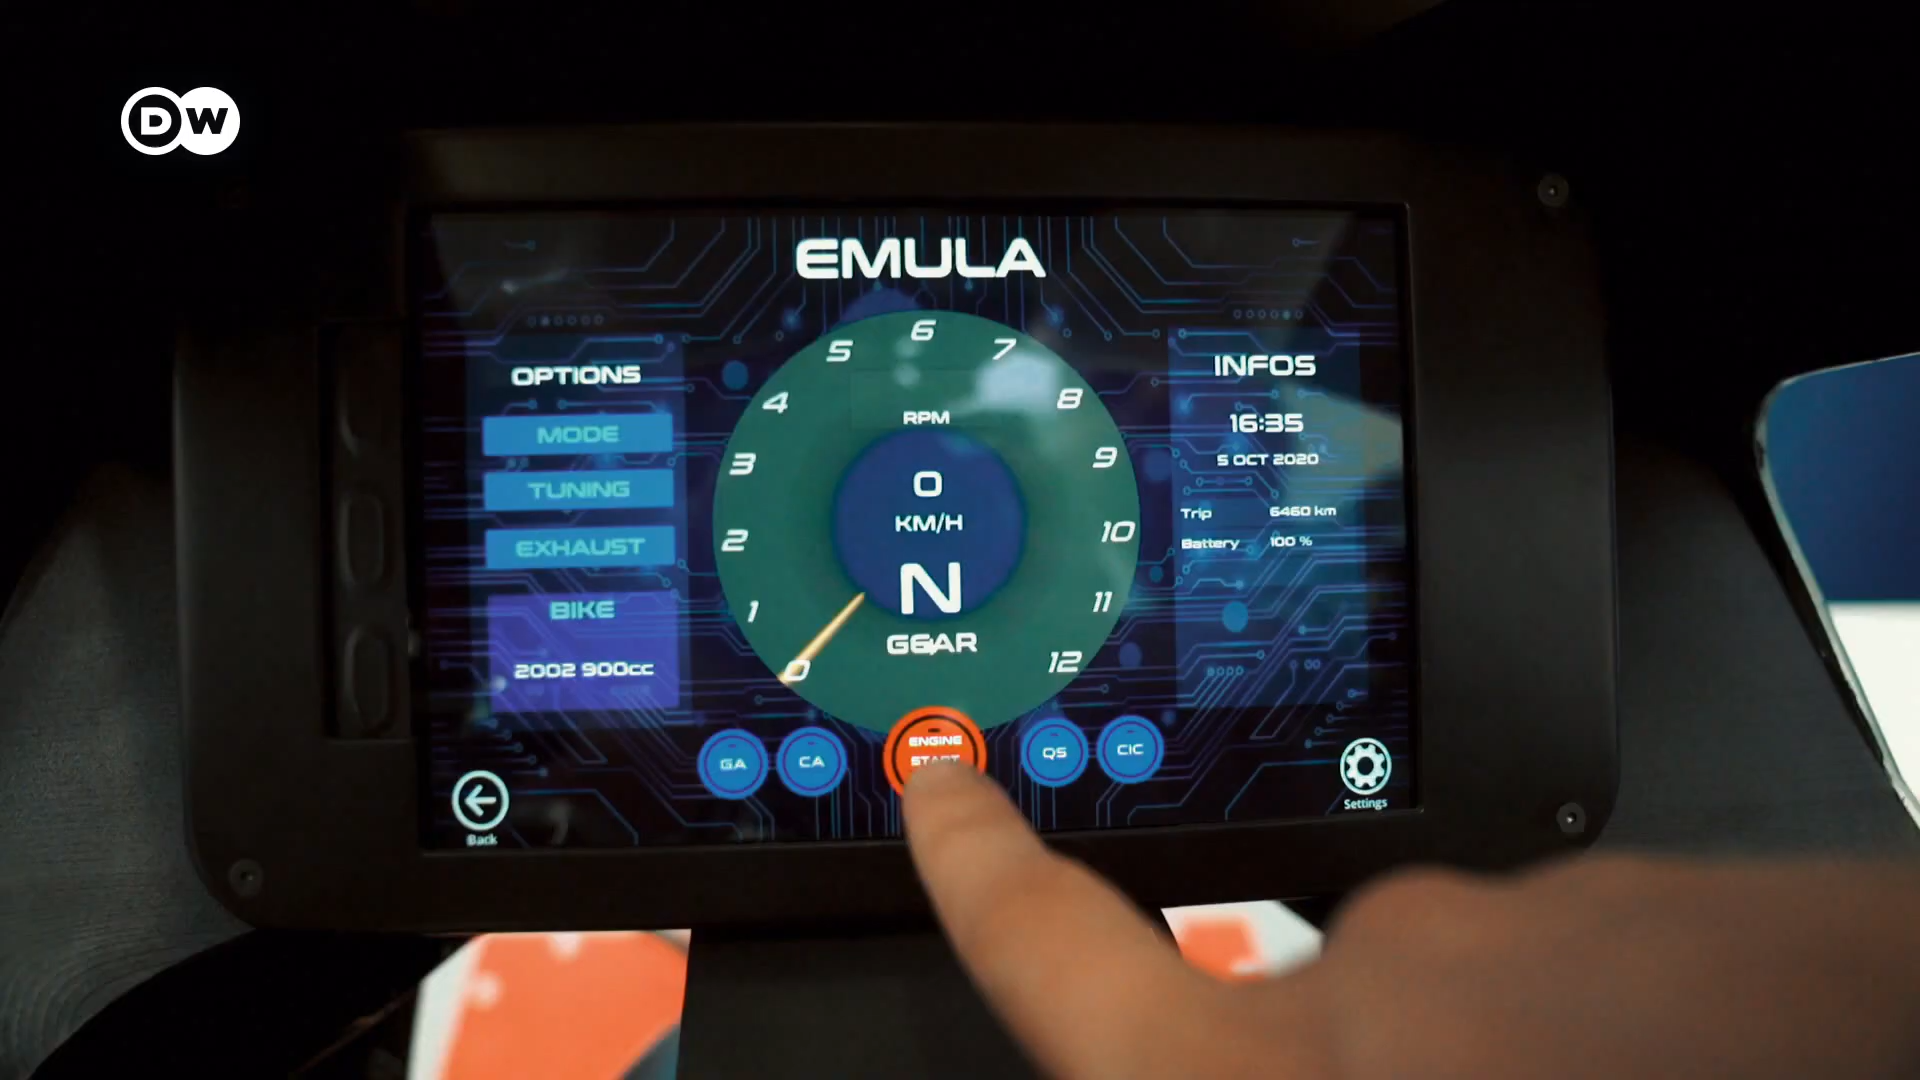 DW
EMULA
OPTIONS
MODE
TUNING
EXHAUST
BIKE
2002 900cc
0
1
2
3
4
5
6
7
8
9
10
11
12
RPM
0
KM/H
N
GEAR
INFOS
16:35
5 OCT 2020
Trip 6460 km
Battery 100 %
GA
CA
ENGINE
START
QS
CIC
Back
Settings